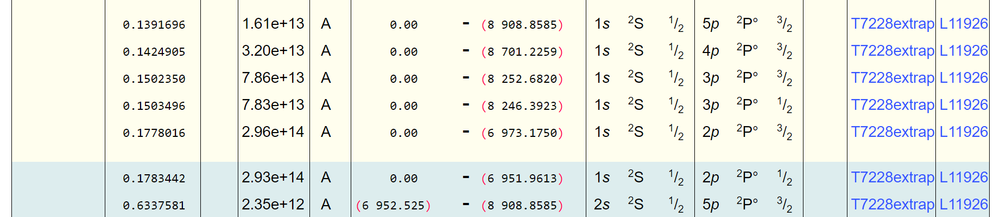 0.1391696 1.61e+13 A 0.00 - (8 908.8585) 1s ²S ¹/₂ 5p ²P° ³/₂ T7228extrap L11926
0.1424905 3.20e+13 A 0.00 - (8 701.2259) 1s ²S ¹/₂ 4p ²P° ³/₂ T7228extrap L11926
0.1502350 7.86e+13 A 0.00 - (8 252.6820) 1s ²S ¹/₂ 3p ²P° ³/₂ T7228extrap L11926
0.1503496 7.83e+13 A 0.00 - (8 246.3923) 1s ²S ¹/₂ 3p ²P° ¹/₂ T7228extrap L11926
0.1778016 2.96e+14 A 0.00 - (6 973.1750) 1s ²S ¹/₂ 2p ²P° ³/₂ T7228extrap L11926
0.1783442 2.93e+14 A 0.00 - (6 951.9613) 1s ²S ¹/₂ 2p ²P° ¹/₂ T7228extrap L11926
0.6337581 2.35e+12 A (6 952.525) - (8 908.8585) 2s ²S ¹/₂ 5p ²P° ³/₂ T7228extrap L11926